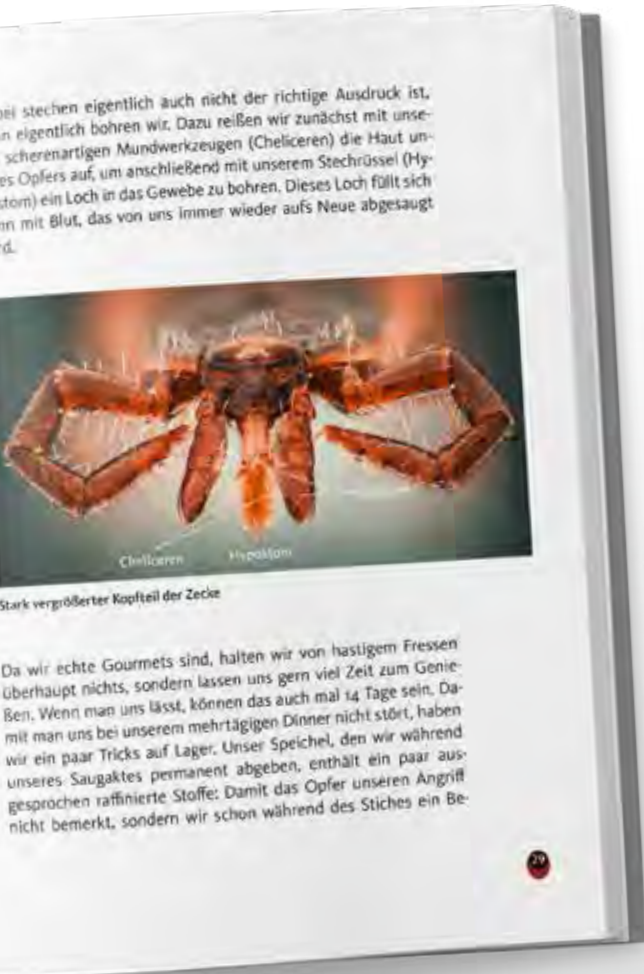 bei stechen eigentlich auch nicht der richtige Ausdruck ist,
n eigentlich bohren wir. Dazu reißen wir zunächst mit unse-
scherenartigen Mundwerkzeugen (Cheliceren) die Haut un-
es Opfers auf, um anschließend mit unserem Stechrüssel (Hy-
stom) ein Loch in das Gewebe zu bohren. Dieses Loch füllt sich
nn mit Blut, das von uns immer wieder aufs Neue abgesaugt
rd.
Cheliceren Hypostom
Stark vergrößerter Kopfteil der Zecke
Da wir echte Gourmets sind, halten wir von hastigem Fressen
überhaupt nichts, sondern lassen uns gern viel Zeit zum Genie-
ßen. Wenn man uns lässt, können das auch mal 14 Tage sein. Da-
mit man uns bei unserem mehrtägigen Dinner nicht stört, haben
wir ein paar Tricks auf Lager. Unser Speichel, den wir während
unseres Saugaktes permanent abgeben, enthält ein paar aus-
gesprochen raffinierte Stoffe: Damit das Opfer unseren Angriff
nicht bemerkt, sondern wir schon während des Stiches ein Be-
29